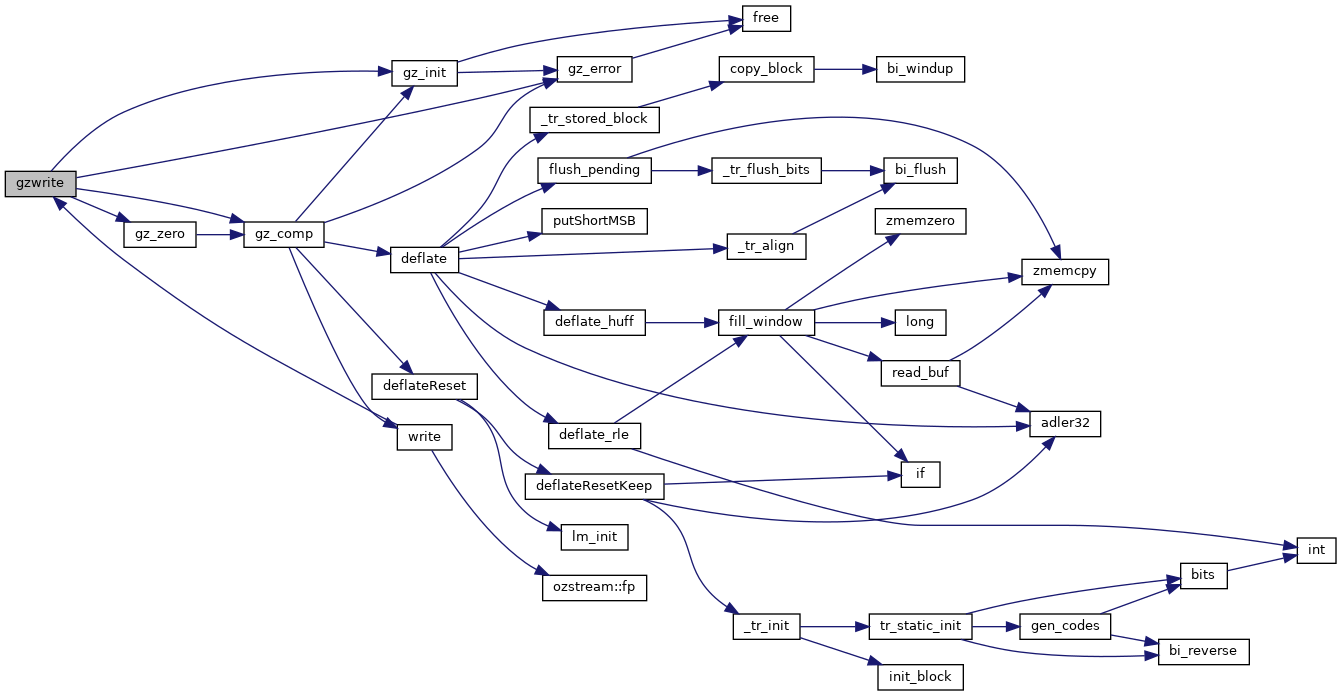 free
gz_init
gz_error
copy_block
bi_windup
_tr_stored_block
flush_pending
_tr_flush_bits
bi_flush
gzwrite
gz_zero
gz_comp
putShortMSB
zmemzero
deflate
_tr_align
zmemcpy
deflate_huff
fill_window
long
read_buf
deflateReset
adler32
write
deflate_rle
if
deflateResetKeep
lm_init
int
ozstream::fp
bits
_tr_init
tr_static_init
gen_codes
bi_reverse
init_block